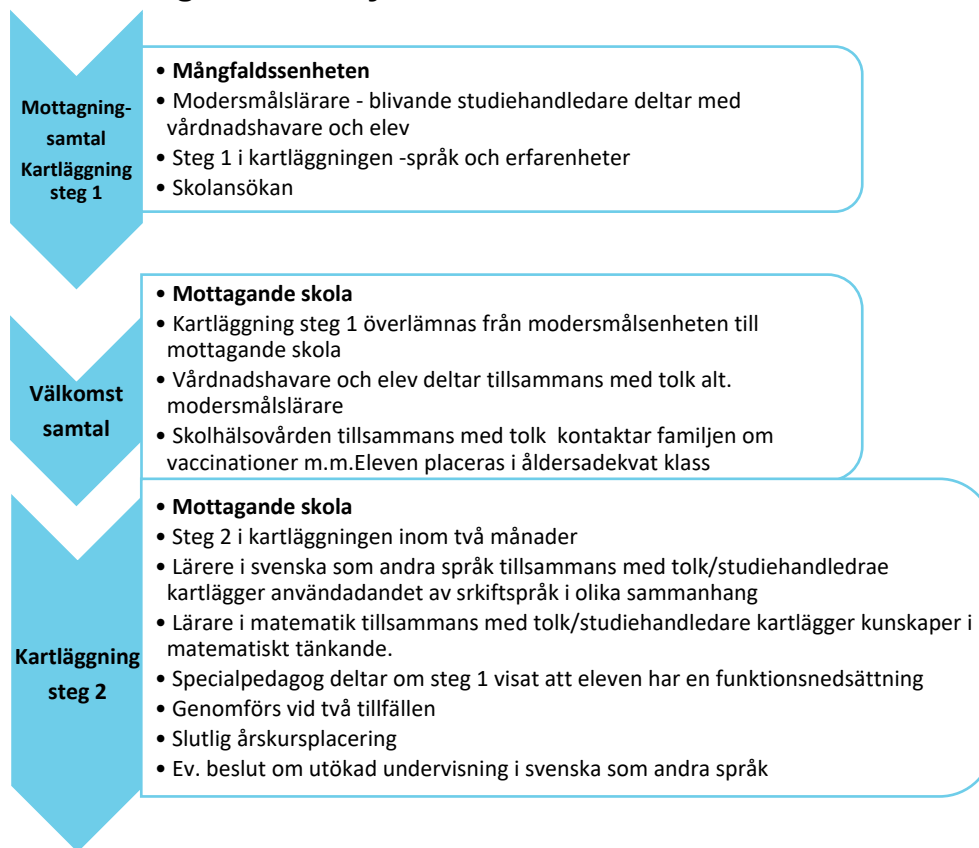 Mottagning-
samtal
Kartläggning
steg 1
• Mångfaldssenheten
• Modersmålslärare - blivande studiehandledare deltar med
vårdnadshavare och elev
• Steg 1 i kartläggningen -språk och erfarenheter
• Skolansökan
Välkomst
samtal
• Mottagande skola
• Kartläggning steg 1 överlämnas från modersmålsenheten till
mottagande skola
• Vårdnadshavare och elev deltar tillsammans med tolk alt.
modersmålslärare
• Skolhälsovården tillsammans med tolk kontaktar familjen om
vaccinationer m.m.Eleven placeras i åldersadekvat klass
Kartläggning
steg 2
• Mottagande skola
• Steg 2 i kartläggningen inom två månader
• Lärere i svenska som andra språk tillsammans med tolk/studiehandledrae
kartlägger användadandet av srkiftspråk i olika sammanhang
• Lärare i matematik tillsammans med tolk/studiehandledare kartlägger kunskaper i
matematiskt tänkande.
• Specialpedagog deltar om steg 1 visat att eleven har en funktionsnedsättning
• Genomförs vid två tillfällen
• Slutlig årskursplacering
• Ev. beslut om utökad undervisning i svenska som andra språk